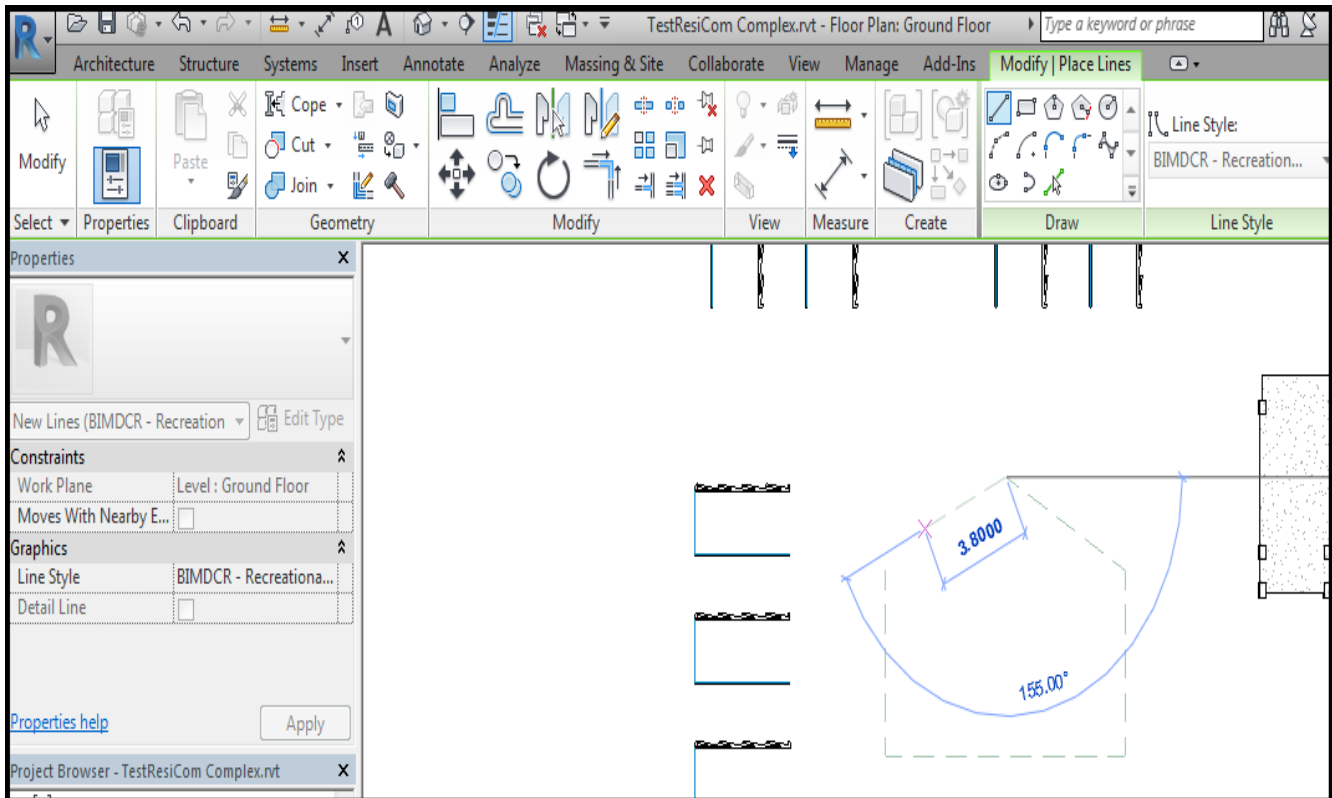 TestResiCom Complex.rvt - Floor Plan: Ground Floor Type a keyword or phrase
Architecture Structure Systems Insert Annotate Analyze Massing & Site Collaborate View Manage Add-Ins Modify | Place Lines
Modify
Paste
Cope
Cut
Join
Line Style:
BIMDCR - Recreation...
Select Properties Clipboard Geometry Modify View Measure Create Draw Line Style
Properties X
New Lines (BIMDCR - Recreation Edit Type
Constraints
Work Plane Level : Ground Floor
Moves With Nearby E...
Graphics
Line Style BIMDCR - Recreationa...
Detail Line
Properties help Apply
Project Browser - TestResiCom Complex.rvt X
3.8000
155.00°